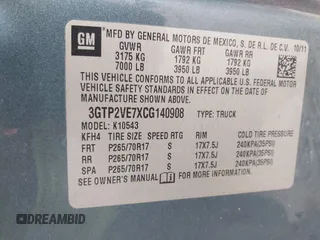 GM
MFD BY GENERAL MOTORS DE MEXICO, S. DE R.L. DE C.V. 10/11
GVWR GAWR FRT GAWR RR
3175 KG 1792 KG 1792 KG
7000 LB 3950 LB 3950 LB
THIS VEHICLE CONFORMS TO ALL APPLICABLE U.S. FEDERAL MOTOR
VEHICLE SAFETY STANDARDS IN EFFECT ON THE DATE OF
MANUFACTURE SHOWN ABOVE.
3GTP2VE7XCG140908 TYPE: TRUCK
MODEL: K10543
KFH4 TIRE SIZE SPEED RTG RIM COLD TIRE PRESSURE
FRT P265/70R17 S 17X7.5J 240KPA(35PSI)
RR P265/70R17 S 17X7.5J 240KPA(35PSI)
SPA P265/70R17 S 17X7.5J 240KPA(35PSI)
SEE OWNER'S MANUAL FOR ADDITIONAL INFORMATION.
© DREAMBID